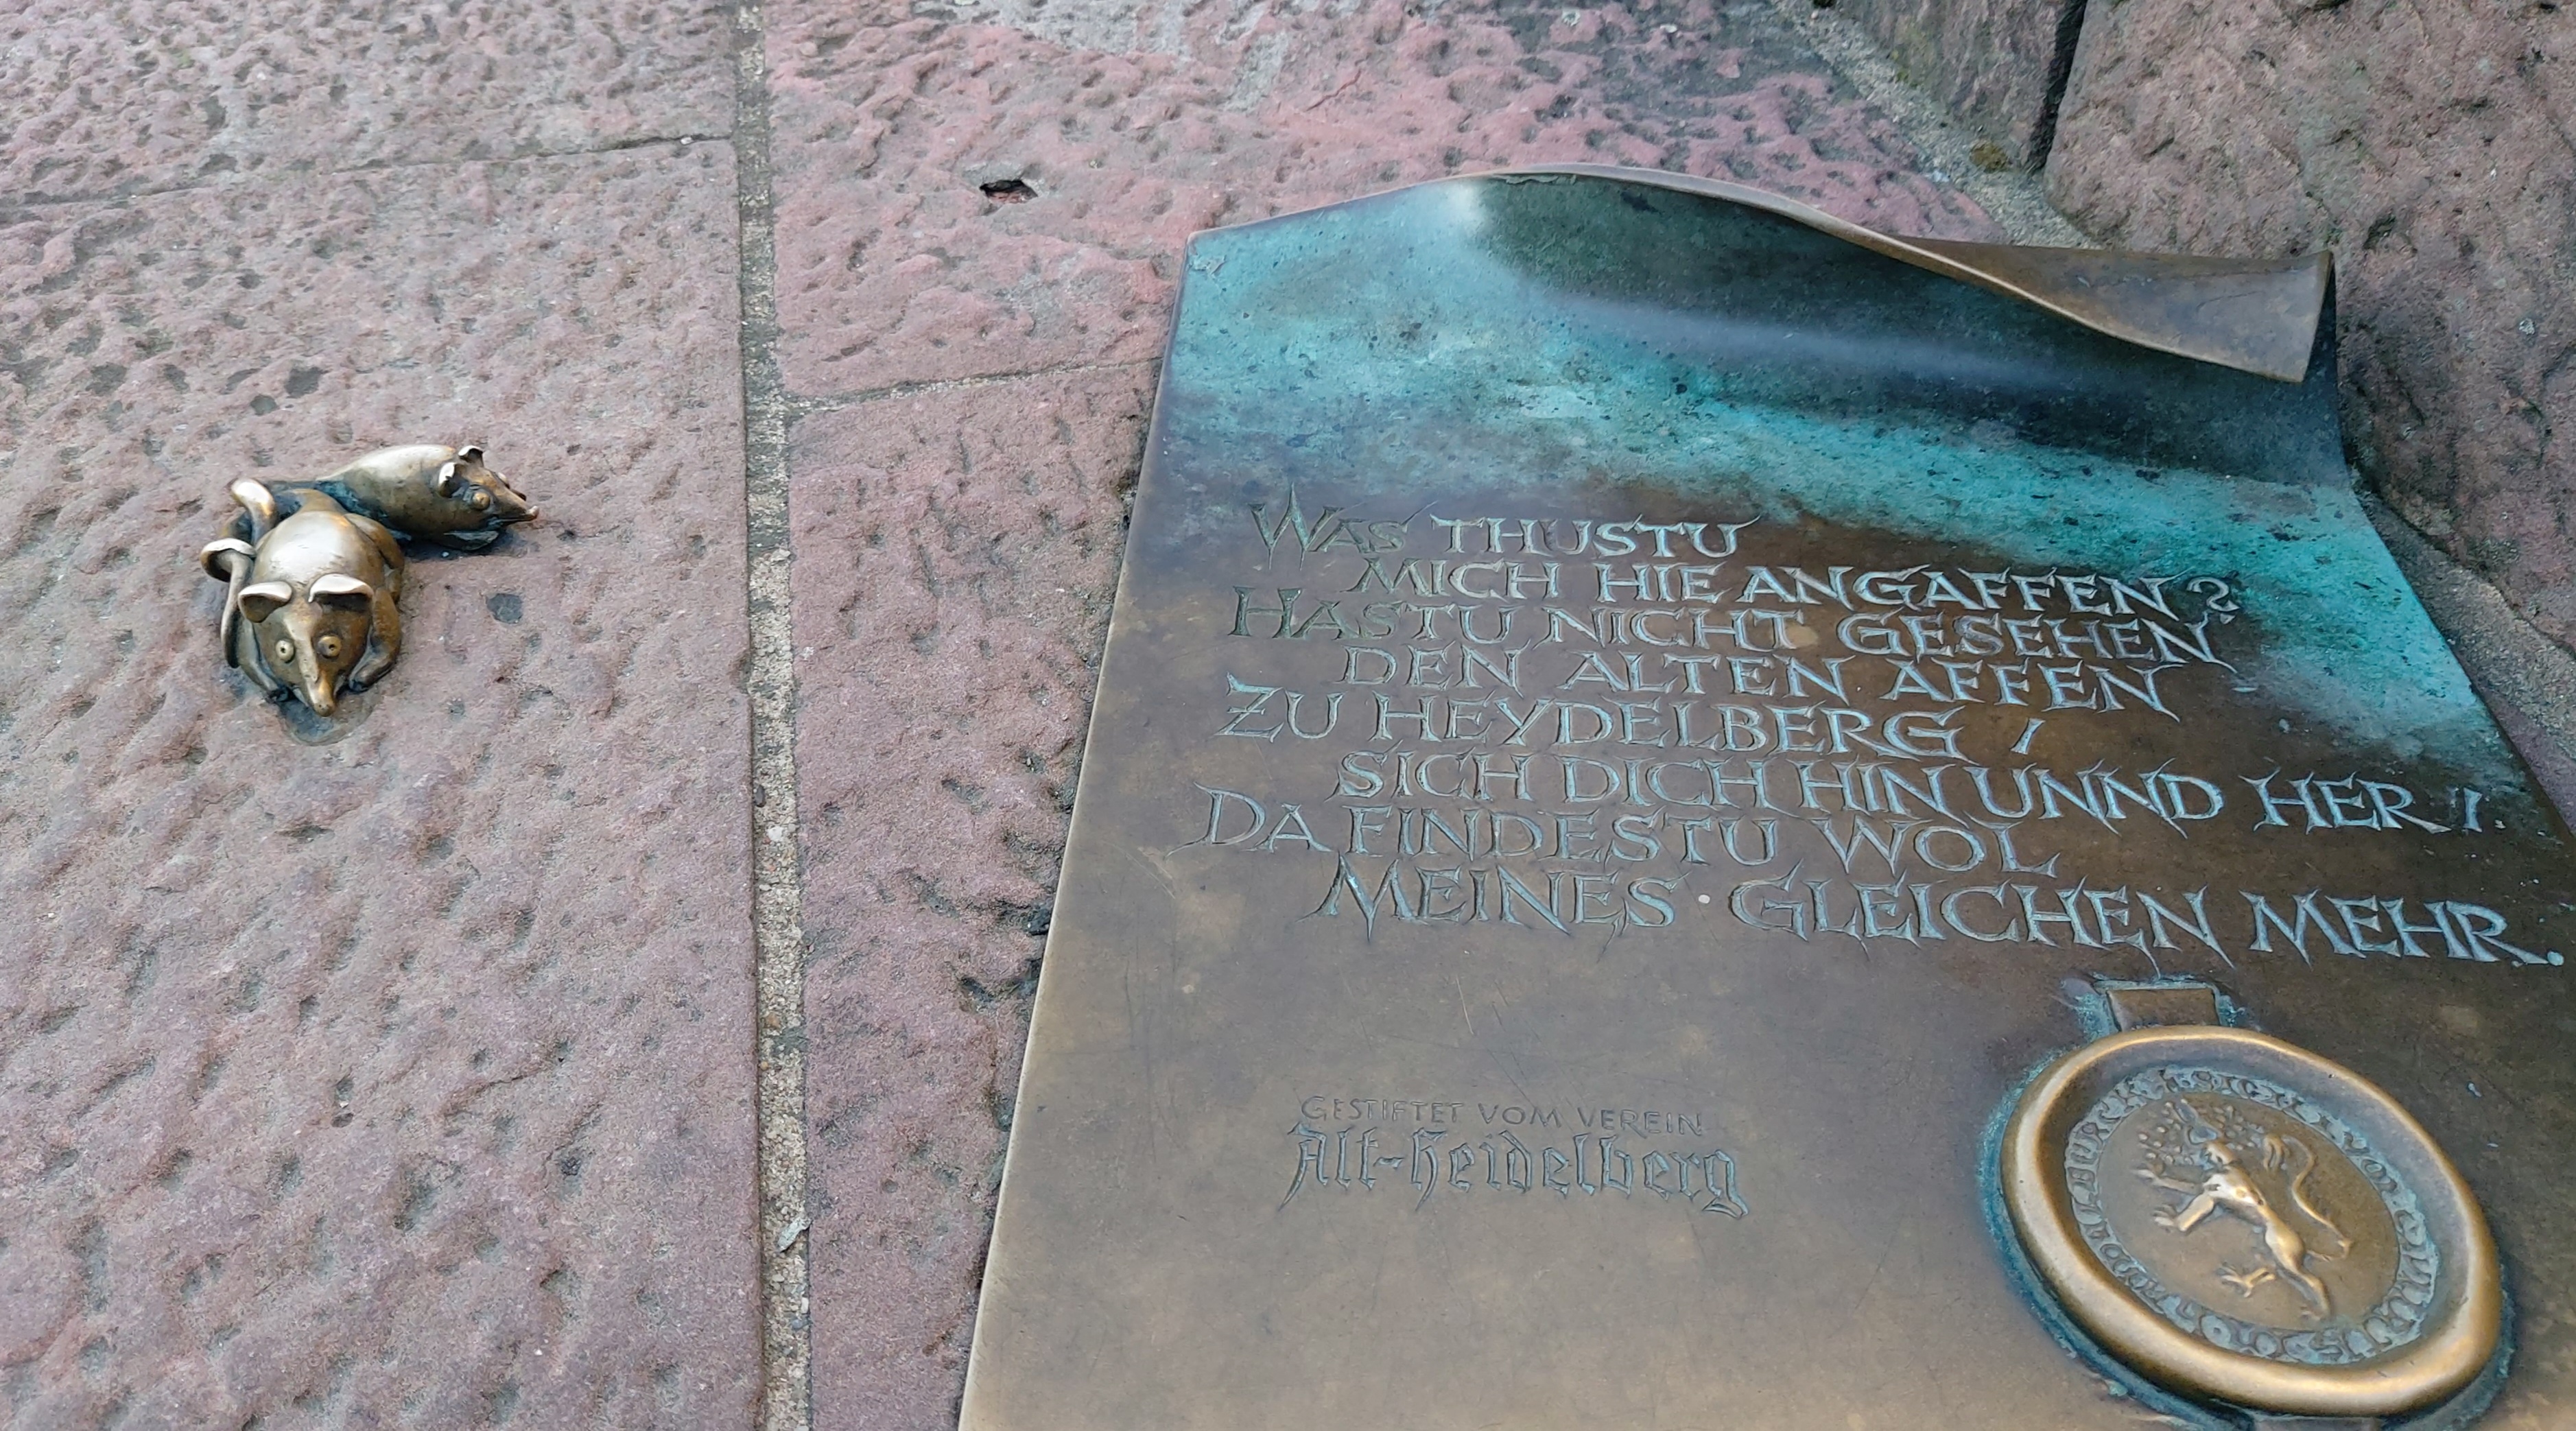 WAS THUSTU
MICH HIE ANGAFFEN?
HASTU NICHT GESEHEN
DEN ALTEN AFFEN
ZU HEYDELBERG /
SICH DICH HIN UNND HER /
DA FINDESTU WOL
MEINES · GLEICHEN MEHR.
GESTIFTET VOM VEREIN
Alt-Heidelberg